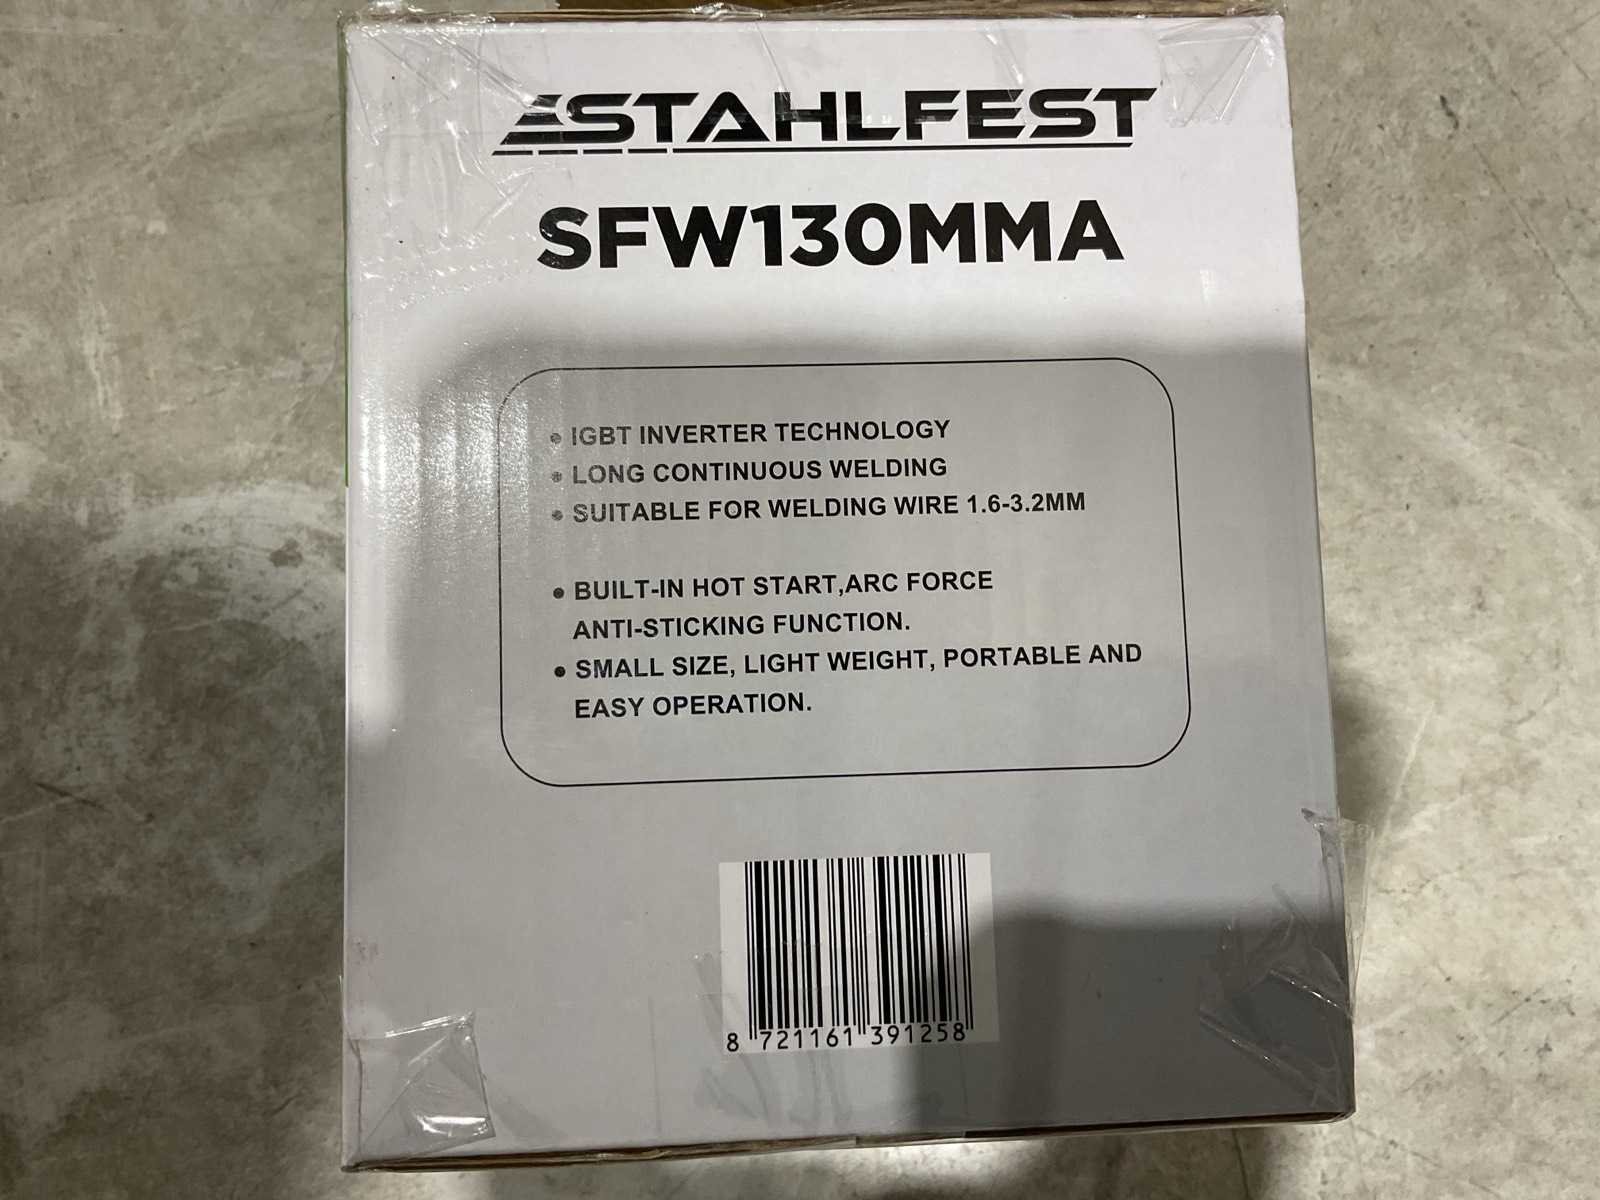 STAHLFEST
SFW130MMA
• IGBT INVERTER TECHNOLOGY
• LONG CONTINUOUS WELDING
• SUITABLE FOR WELDING WIRE 1.6-3.2MM
• BUILT-IN HOT START,ARC FORCE
ANTI-STICKING FUNCTION.
• SMALL SIZE, LIGHT WEIGHT, PORTABLE AND
EASY OPERATION.
8 721161 391258